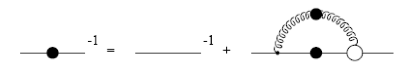 -1 = -1 +